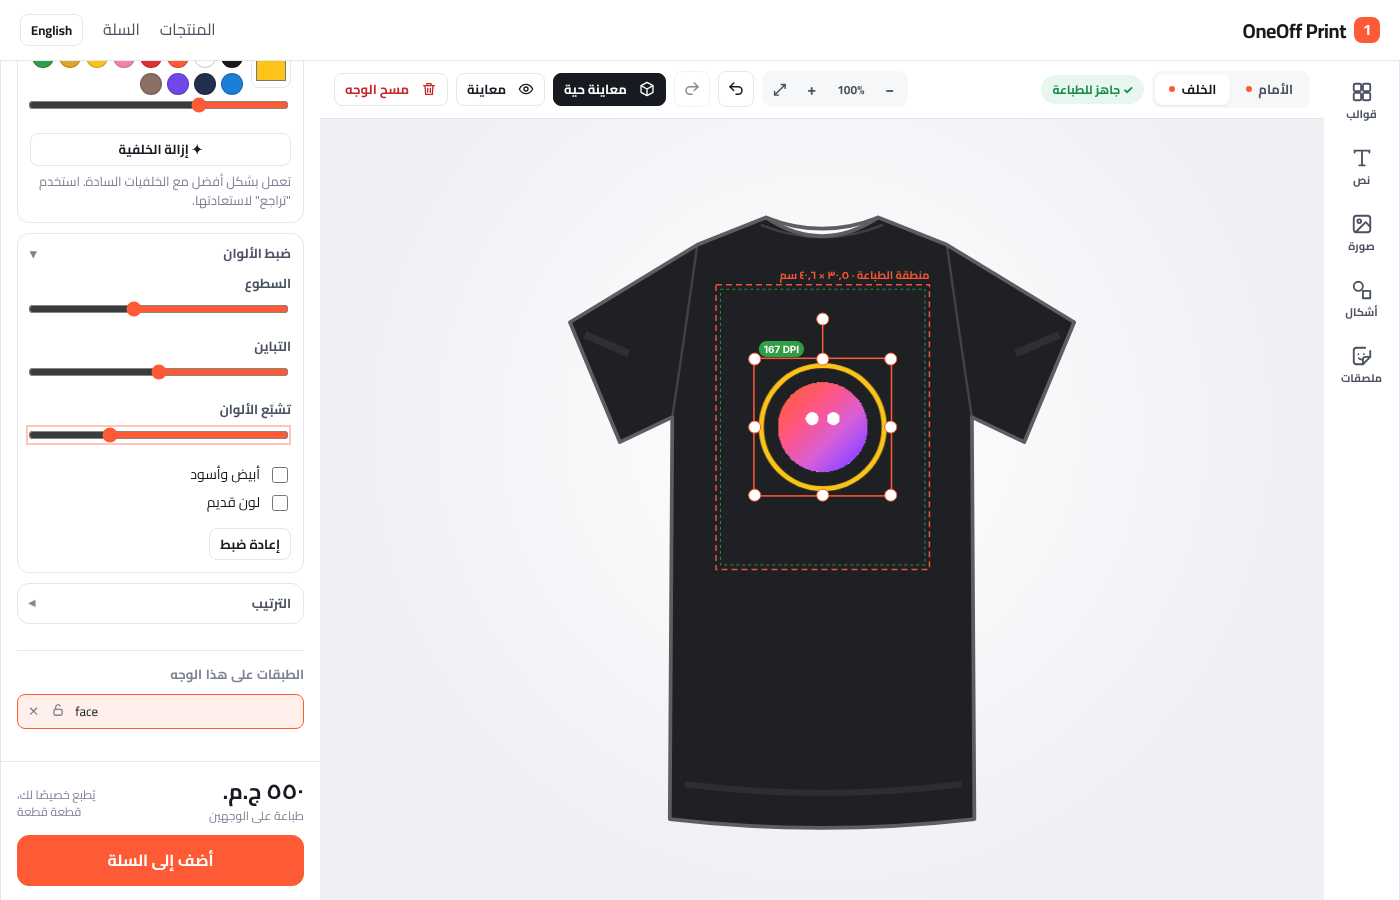 1 OneOff Print
المنتجات
السلة
English
قوالب
نص
صورة
أشكال
ملصقات
الأمام
الخلف
✓ جاهز للطباعة
− 100% +
معاينة حية
معاينة
مسح الوجه
منطقة الطباعة · ٣٠٫٥ × ٤٠٫٦ سم
167 DPI
✦ إزالة الخلفية
تعمل بشكل أفضل مع الخلفيات السادة. استخدم
"تراجع" لاستعادتها.
ضبط الألوان
السطوع
التباين
تشبّع الألوان
أبيض وأسود
لون قديم
إعادة ضبط
الترتيب
الطبقات على هذا الوجه
face
٥٥٠ ج.م.
طباعة على الوجهين
يُطبع خصيصًا لك،
قطعة قطعة
أضف إلى السلة